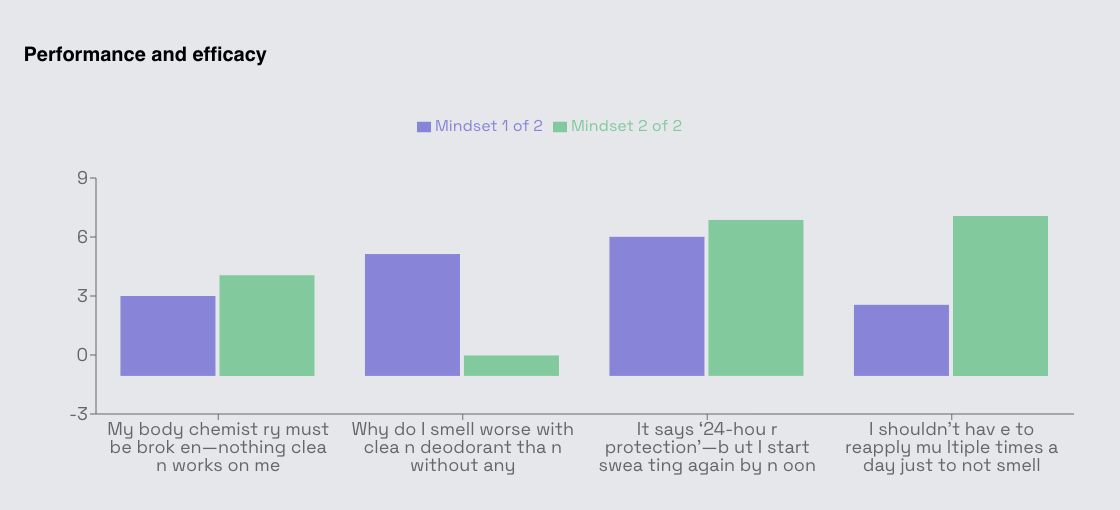 Performance and efficacy
Mindset 1 of 2 Mindset 2 of 2
9
6
3
0
-3
My body chemist ry must
be brok en—nothing clea
n works on me
Why do I smell worse with
clea n deodorant tha n
without any
It says ‘24-hou r
protection’—b ut I start
swea ting again by n oon
I shouldn’t hav e to
reapply mu ltiple times a
day just to not smell